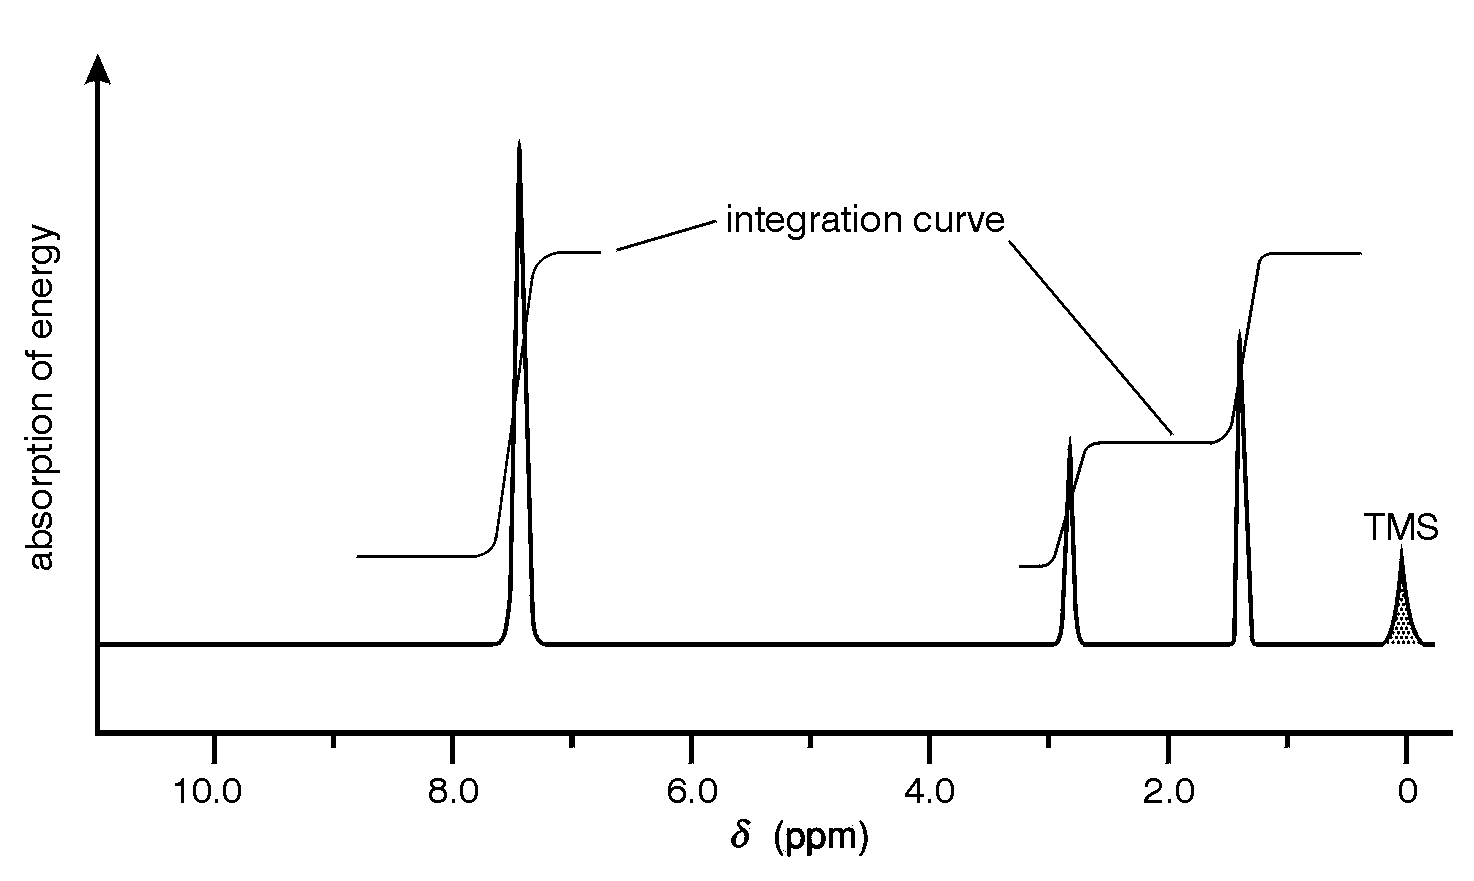 absorption of energy
integration curve
TMS
10.0 8.0 6.0 4.0 2.0 0
δ (ppm)